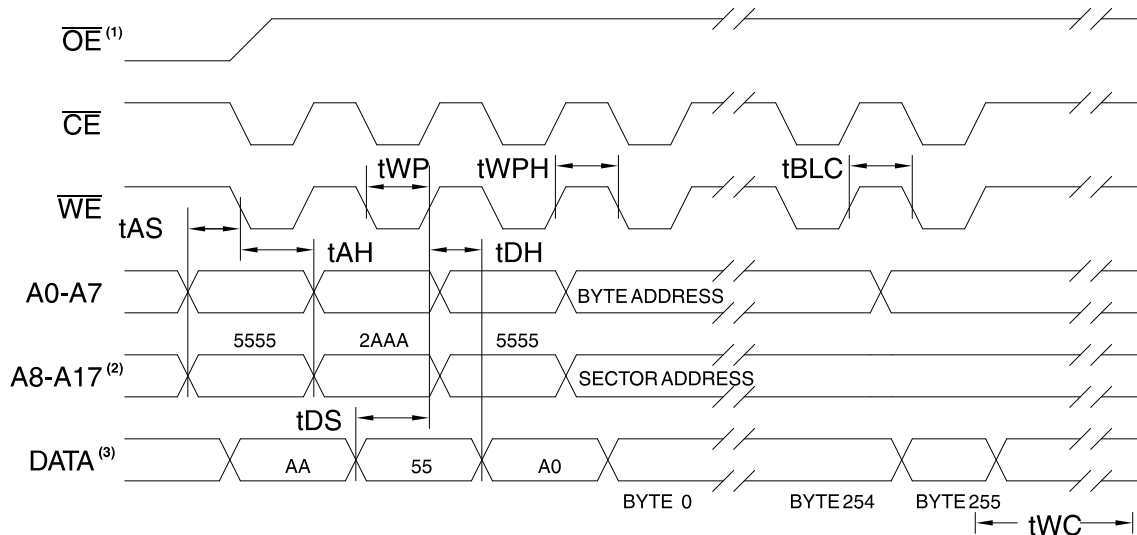 OE (1)
CE
tWP
tWPH
tBLC
WE
tAS
tAH
tDH
A0-A7
BYTE ADDRESS
5555
2AAA
5555
A8-A17 (2)
SECTOR ADDRESS
tDS
DATA (3)
AA
55
A0
BYTE 0
BYTE 254
BYTE 255
tWC